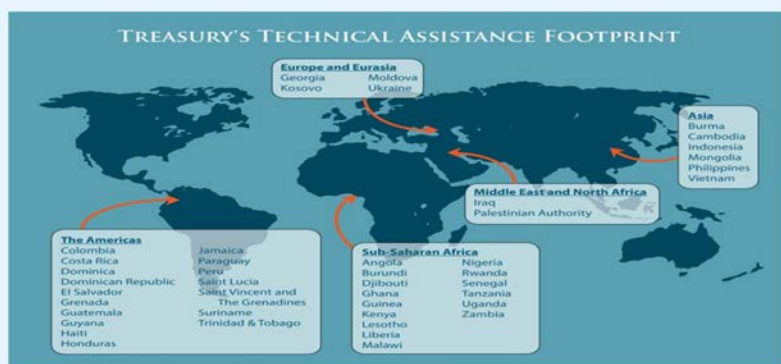 TREASURY'S TECHNICAL ASSISTANCE FOOTPRINT
Europe and Eurasia
Georgia Moldova
Kosovo Ukraine
Asia
Burma
Cambodia
Indonesia
Mongolia
Philippines
Vietnam
Middle East and North Africa
Iraq
Palestinian Authority
The Americas
Colombia Jamaica
Costa Rica Paraguay
Dominica Peru
Dominican Republic Saint Lucia
El Salvador Saint Vincent and
Grenada The Grenadines
Guatemala Suriname
Guyana Trinidad & Tobago
Haiti
Honduras
Sub-Saharan Africa
Angola Nigeria
Burundi Rwanda
Djibouti Senegal
Ghana Tanzania
Guinea Uganda
Kenya Zambia
Lesotho
Liberia
Malawi